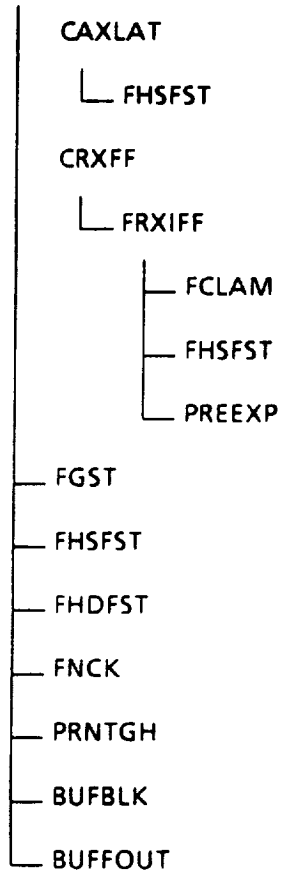 CAXLAT
FHSFST
CRXFF
FRXIFF
FCLAM
FHSFST
PREEXP
FGST
FHSFST
FHDFST
FNCK
PRNTGH
BUFBLK
BUFFOUT